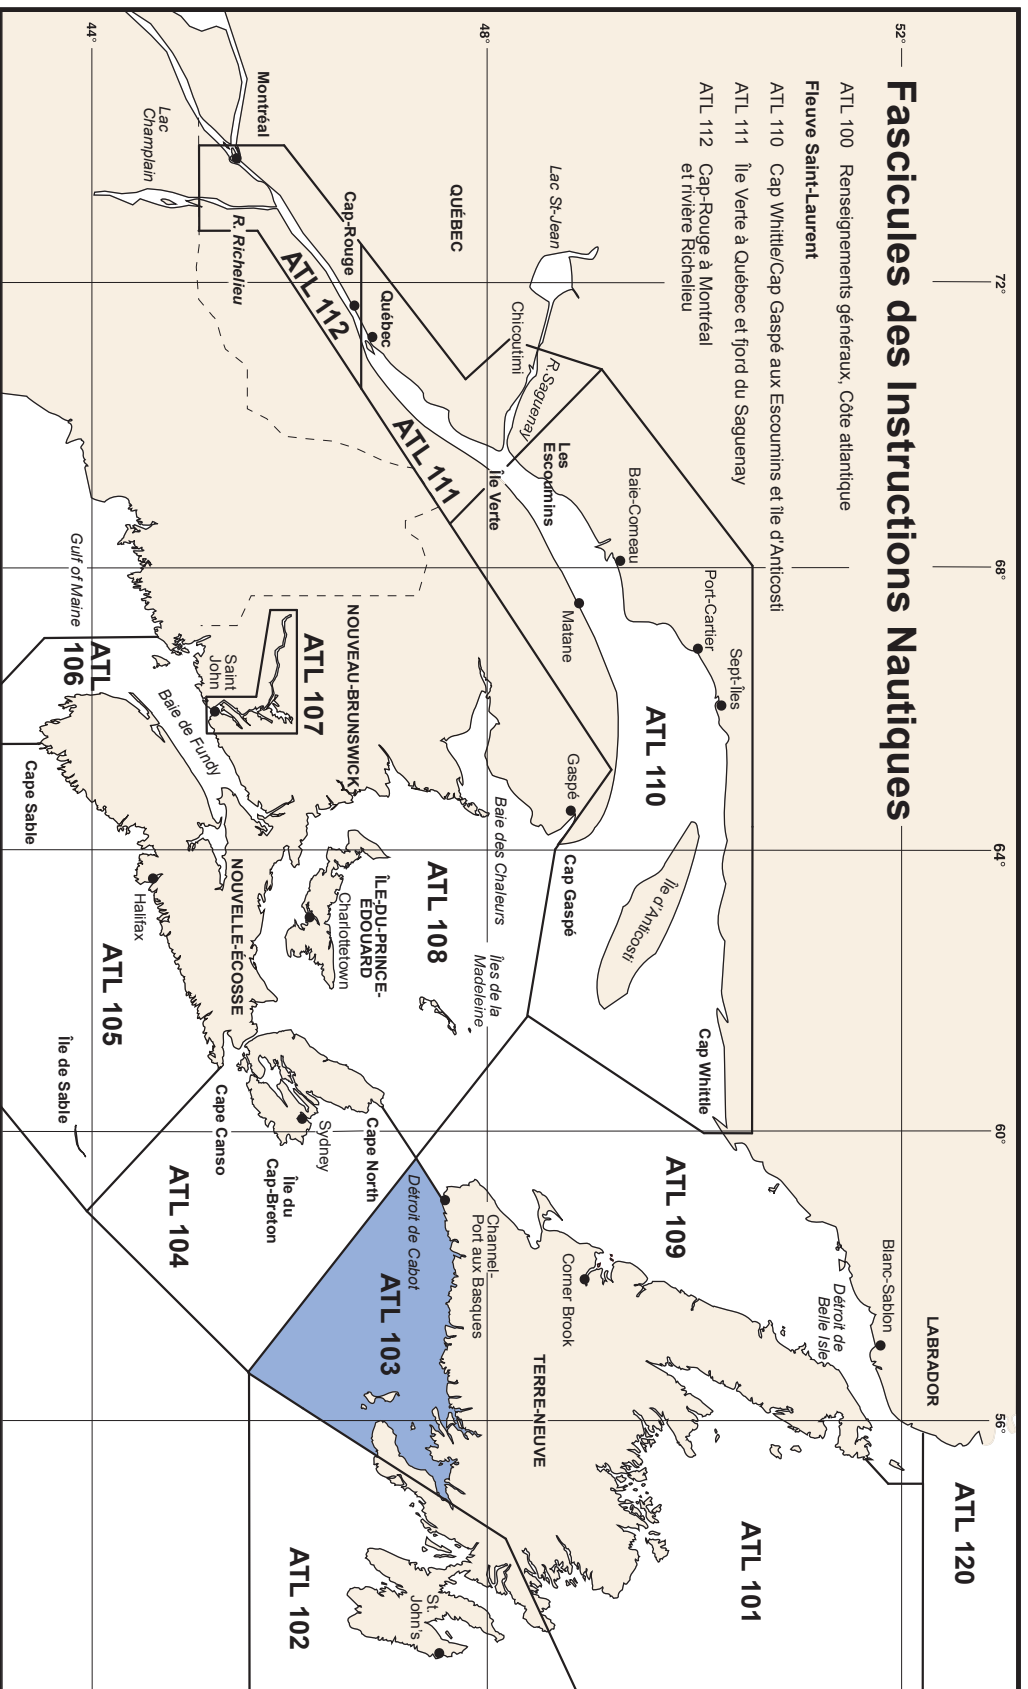 Fascicules des Instructions Nautiques
ATL 100 Renseignements généraux, Côte atlantique
Fleuve Saint-Laurent
ATL 110 Cap Whittle/Cap Gaspé aux Escoumins et île d'Anticosti
ATL 111 Île Verte à Québec et fjord du Saguenay
ATL 112 Cap-Rouge à Montréal
et rivière Richelieu
72°
68°
64°
60°
56°
52°
48°
44°
LABRADOR
ATL 120
Blanc-Sablon
Détroit de
Belle Isle
ATL 101
Sept-Îles
Port-Cartier
Cap Whittle
ATL 109
Baie-Comeau
ATL 110
Île d'Anticosti
Lac St-Jean
Chicoutimi
R. Saguenay
Les
Escoumins
Matane
Gaspé
Cap Gaspé
Corner Brook
TERRE-NEUVE
QUÉBEC
Île Verte
Baie des Chaleurs
Îles de la
Madeleine
Channel-
Port aux Basques
ATL 111
ATL 108
Détroit de Cabot
ATL 103
St.
John's
ATL 102
Québec
Cap-Rouge
ATL 112
NOUVEAU-BRUNSWICK
ÎLE-DU-PRINCE-
ÉDOUARD
Charlottetown
Cape North
Sydney
Île du
Cap-Breton
ATL 107
Montréal
R. Richelieu
Saint
John
NOUVELLE-ÉCOSSE
Cape Canso
ATL 104
Lac
Champlain
Baie de Fundy
Halifax
ATL 105
Île de Sable
Gulf of Maine
ATL
106
Cape Sable